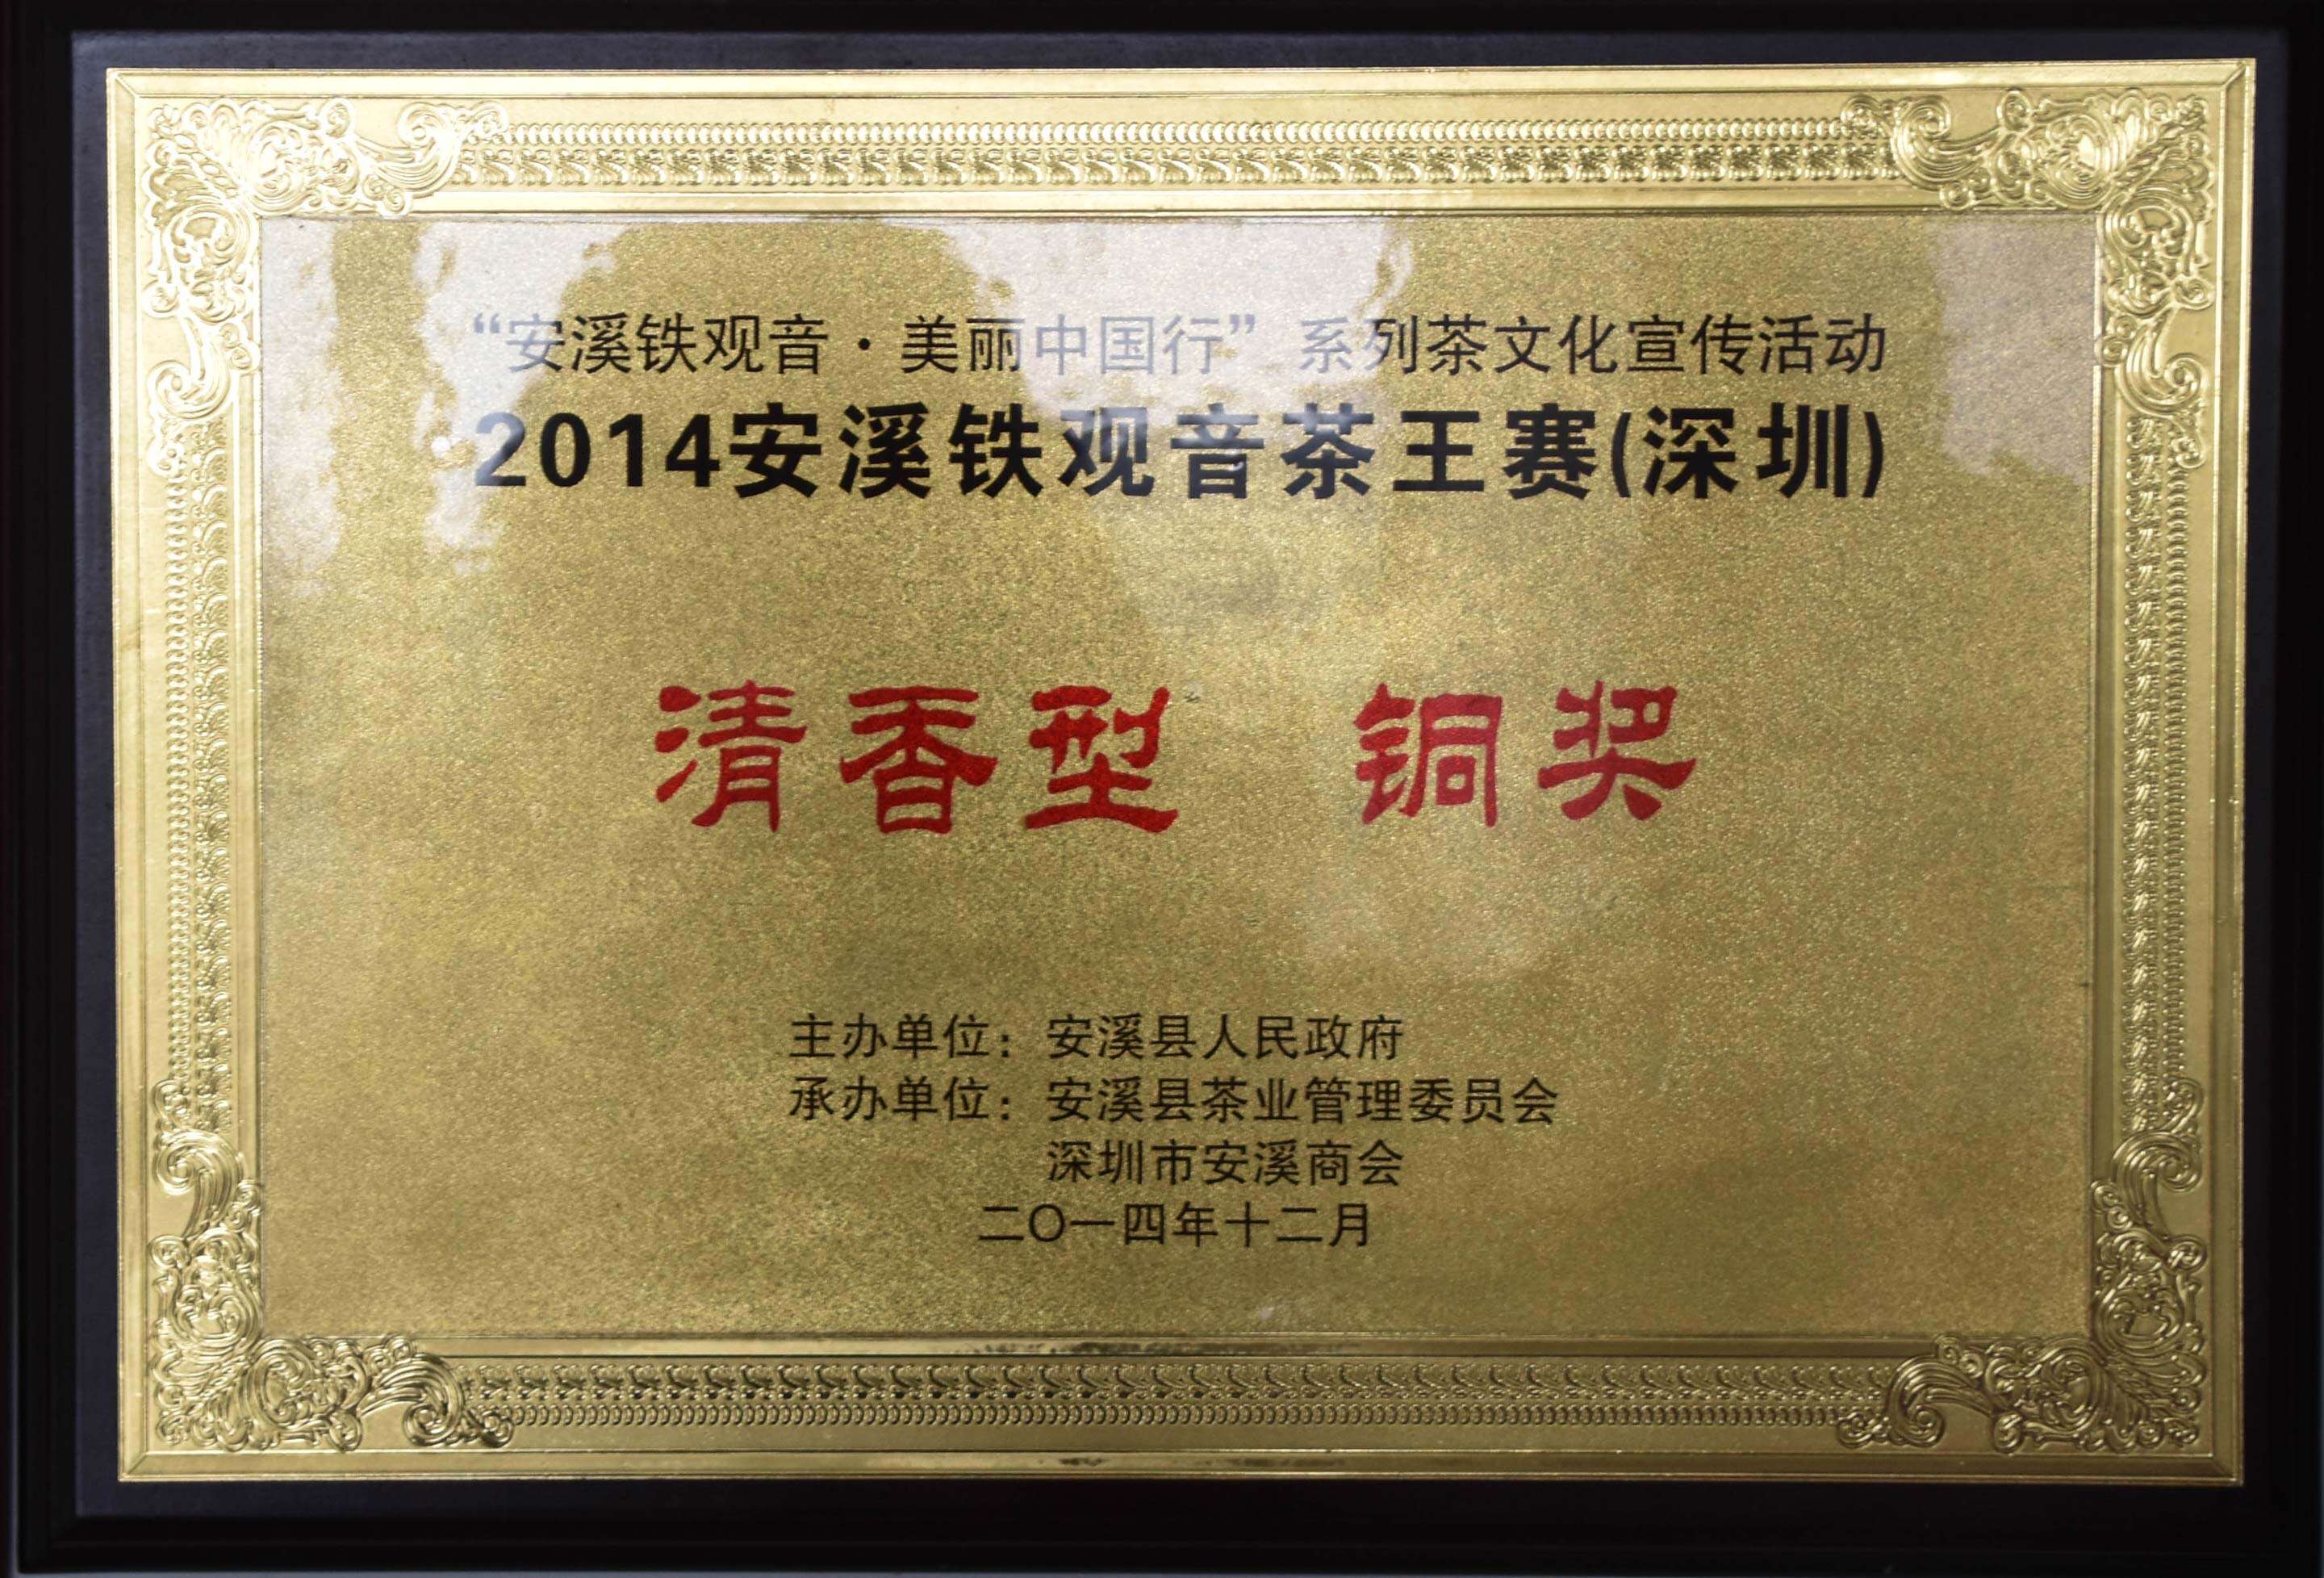 “安溪铁观音·美丽中国行”系列茶文化宣传活动
2014安溪铁观音茶王赛(深圳)
清香型 铜奖
主办单位：安溪县人民政府
承办单位：安溪县茶业管理委员会
深圳市安溪商会
二〇一四年十二月